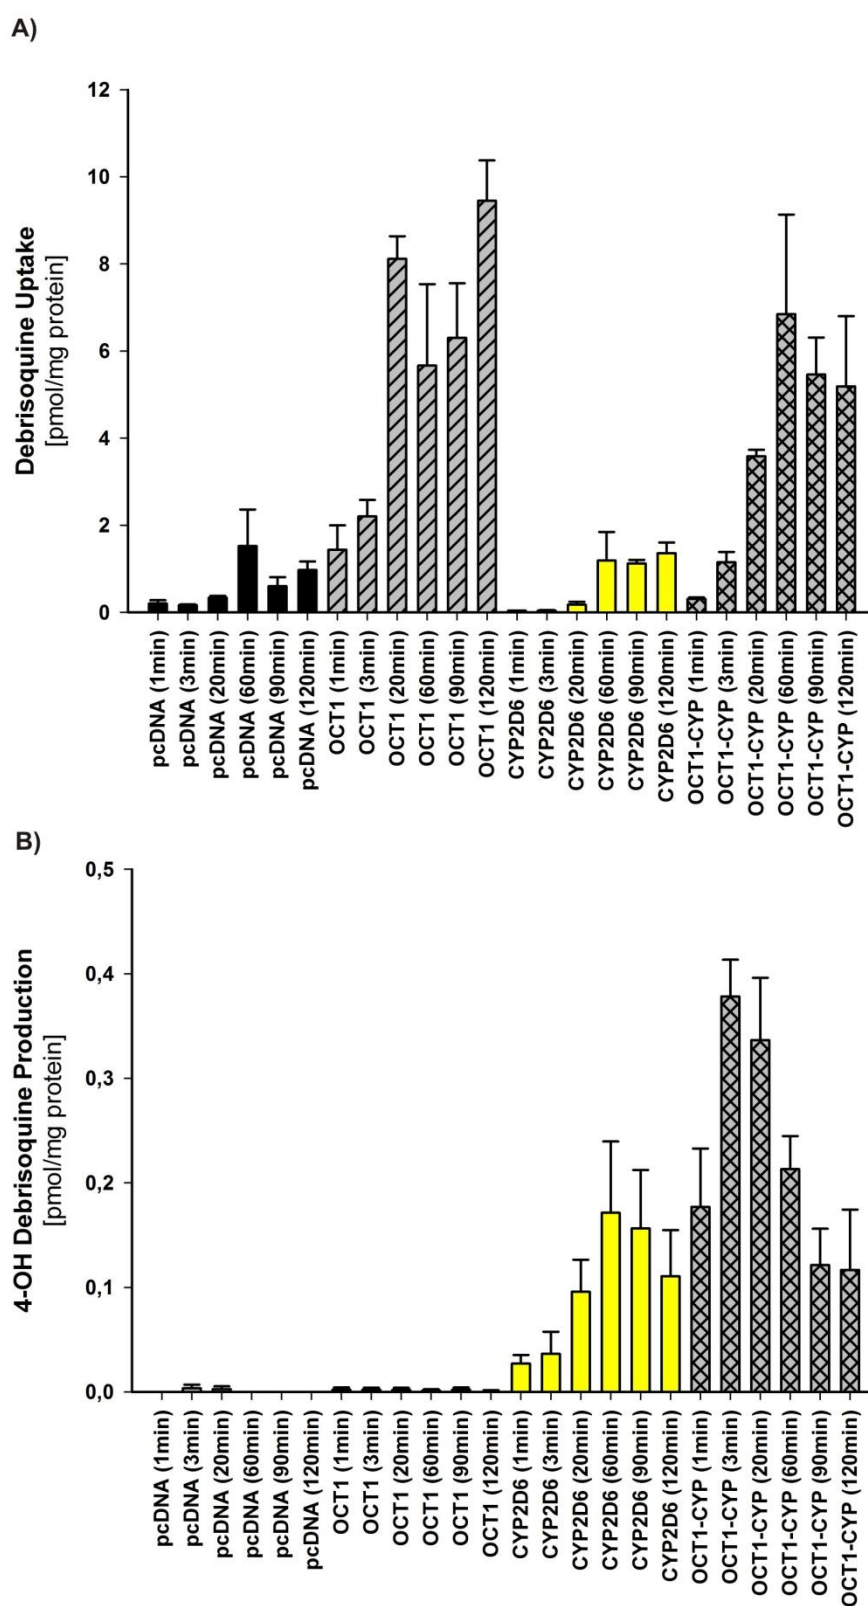 A)
Debrisoquine Uptake
[pmol/mg protein]
12
10
8
6
4
2
0
pcDNA (1min)
pcDNA (3min)
pcDNA (20min)
pcDNA (60min)
pcDNA (90min)
pcDNA (120min)
OCT1 (1min)
OCT1 (3min)
OCT1 (20min)
OCT1 (60min)
OCT1 (90min)
OCT1 (120min)
CYP2D6 (1min)
CYP2D6 (3min)
CYP2D6 (20min)
CYP2D6 (60min)
CYP2D6 (90min)
CYP2D6 (120min)
OCT1-CYP (1min)
OCT1-CYP (3min)
OCT1-CYP (20min)
OCT1-CYP (60min)
OCT1-CYP (90min)
OCT1-CYP (120min)
B)
4-OH Debrisoquine Production
[pmol/mg protein]
0,5
0,4
0,3
0,2
0,1
0,0
pcDNA (1min)
pcDNA (3min)
pcDNA (20min)
pcDNA (60min)
pcDNA (90min)
pcDNA (120min)
OCT1 (1min)
OCT1 (3min)
OCT1 (20min)
OCT1 (60min)
OCT1 (90min)
OCT1 (120min)
CYP2D6 (1min)
CYP2D6 (3min)
CYP2D6 (20min)
CYP2D6 (60min)
CYP2D6 (90min)
CYP2D6 (120min)
OCT1-CYP (1min)
OCT1-CYP (3min)
OCT1-CYP (20min)
OCT1-CYP (60min)
OCT1-CYP (90min)
OCT1-CYP (120min)